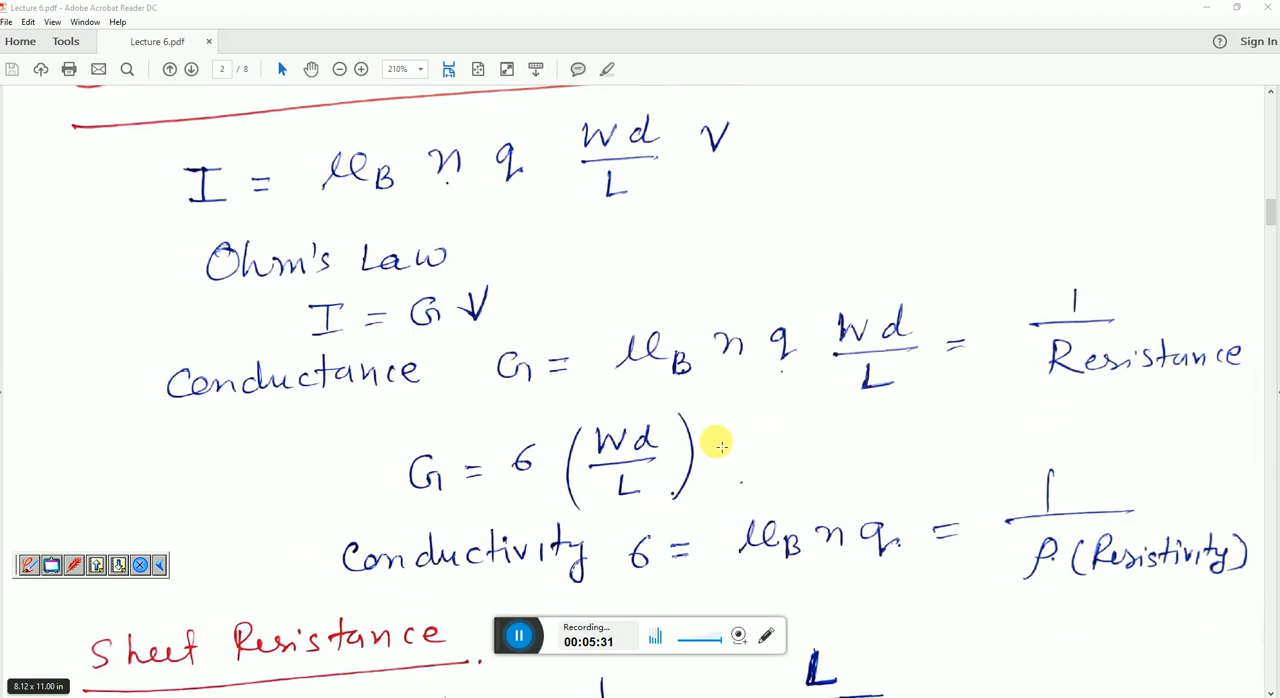 Lecture 6.pdf - Adobe Acrobat Reader DC
File Edit View Window Help
Home Tools Lecture 6.pdf × ? Sign In
2 / 8 210%
I = μB n q Wd/L V
Ohm's Law
I = G V
Conductance G = μB n q Wd/L = 1/Resistance
G = σ (Wd/L)
Conductivity σ = μB n q = 1/ρ (Resistivity)
Sheet Resistance
Recording...
00:05:31
8.12 x 11.00 in
1 L